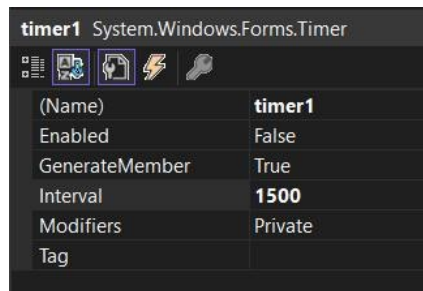 timer1 System.Windows.Forms.Timer
(Name) timer1
Enabled False
GenerateMember True
Interval 1500
Modifiers Private
Tag